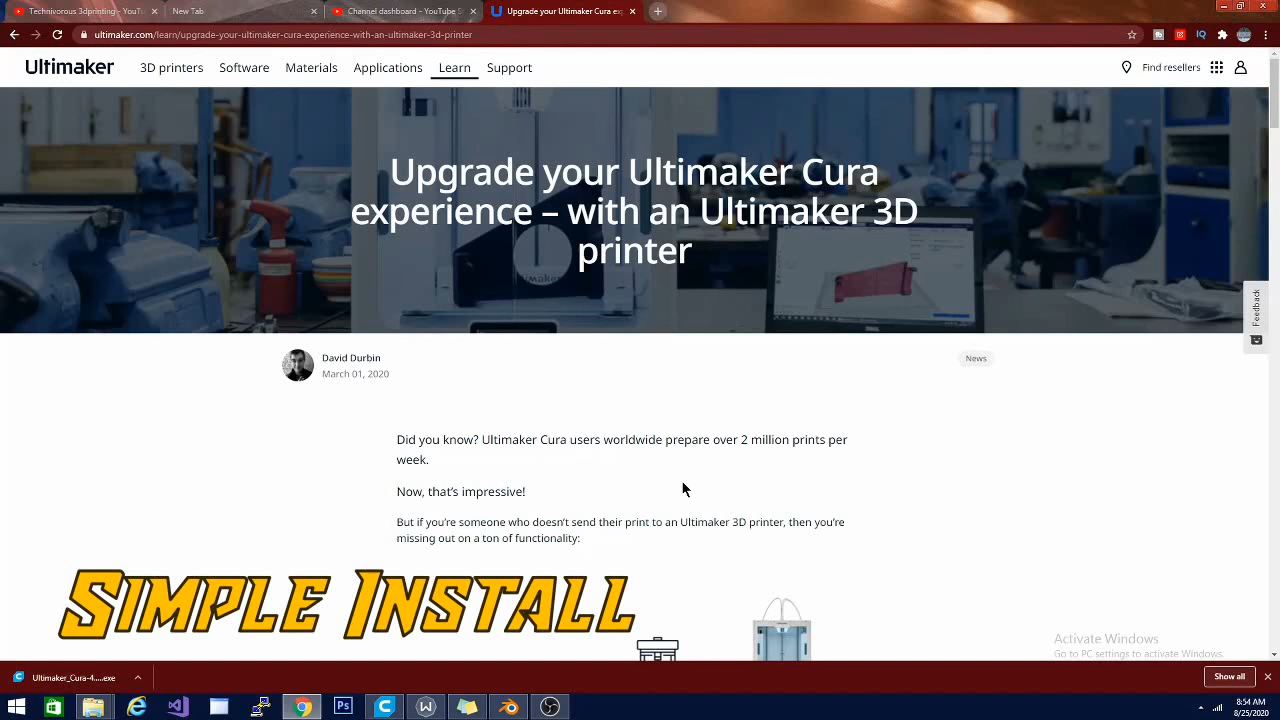 Technivorous 3dprinting - YouTu
New Tab
Channel dashboard - YouTube S
Upgrade your Ultimaker Cura exp
ultimaker.com/learn/upgrade-your-ultimaker-cura-experience-with-an-ultimaker-3d-printer
Ultimaker
3D printers
Software
Materials
Applications
Learn
Support
Find resellers
Upgrade your Ultimaker Cura
experience – with an Ultimaker 3D
printer
Feedback
David Durbin
March 01, 2020
News
Did you know? Ultimaker Cura users worldwide prepare over 2 million prints per
week.
Now, that's impressive!
But if you're someone who doesn't send their print to an Ultimaker 3D printer, then you're
missing out on a ton of functionality:
Simple Install
Activate Windows
Go to PC settings to activate Windows.
Ultimaker_Cura-4....exe
Show all
8:54 AM
8/25/2020